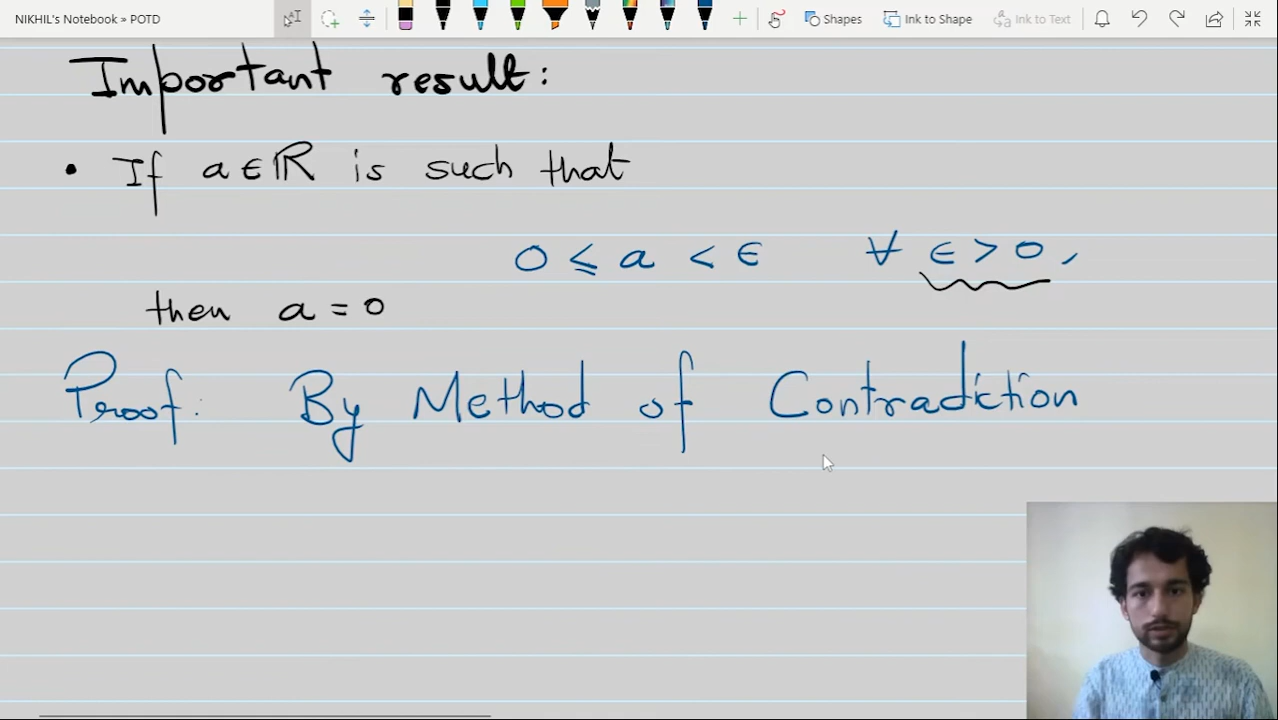 NIKHIL's Notebook » POTD
Shapes
Ink to Shape
Ink to Text
Important result:
• If a∈ℝ is such that
0 ≤ a < ϵ ∀ ϵ > 0,
then a = 0
Proof: By Method of Contradiction